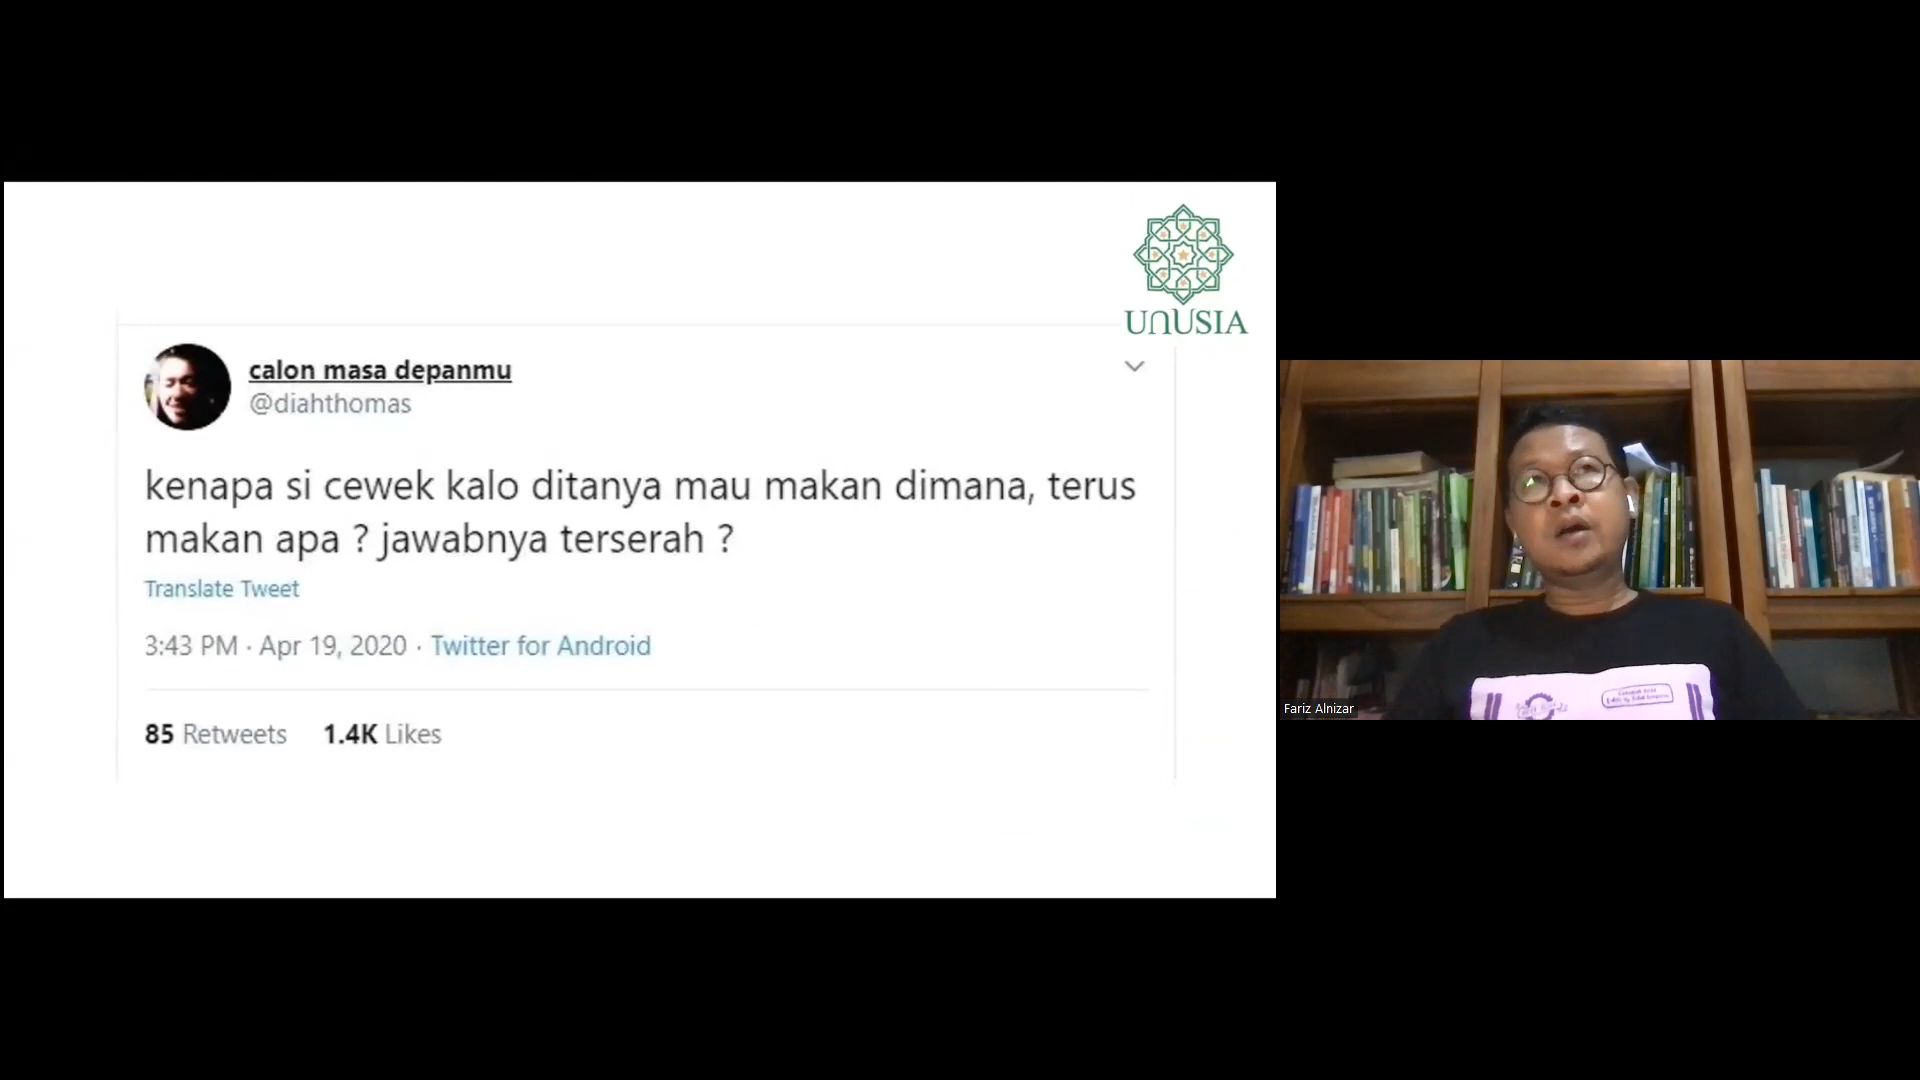 UNUSIA
calon masa depanmu
@diahthomas
kenapa si cewek kalo ditanya mau makan dimana, terus
makan apa ? jawabnya terserah ?
Translate Tweet
3:43 PM · Apr 19, 2020 · Twitter for Android
85 Retweets 1.4K Likes
Fariz Alnizar